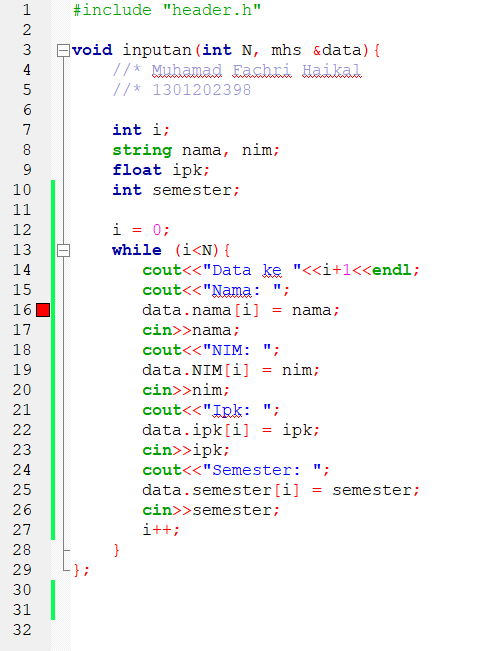 1 #include "header.h"
2
3 void inputan(int N, mhs &data){
4 //* Muhamad Fachri Haikal
5 //* 1301202398
6
7 int i;
8 string nama, nim;
9 float ipk;
10 int semester;
11
12 i = 0;
13 while (i<N){
14 cout<<"Data ke "<<i+1<<endl;
15 cout<<"Nama: ";
16 data.nama[i] = nama;
17 cin>>nama;
18 cout<<"NIM: ";
19 data.NIM[i] = nim;
20 cin>>nim;
21 cout<<"Ipk: ";
22 data.ipk[i] = ipk;
23 cin>>ipk;
24 cout<<"Semester: ";
25 data.semester[i] = semester;
26 cin>>semester;
27 i++;
28 }
29 };
30
31
32